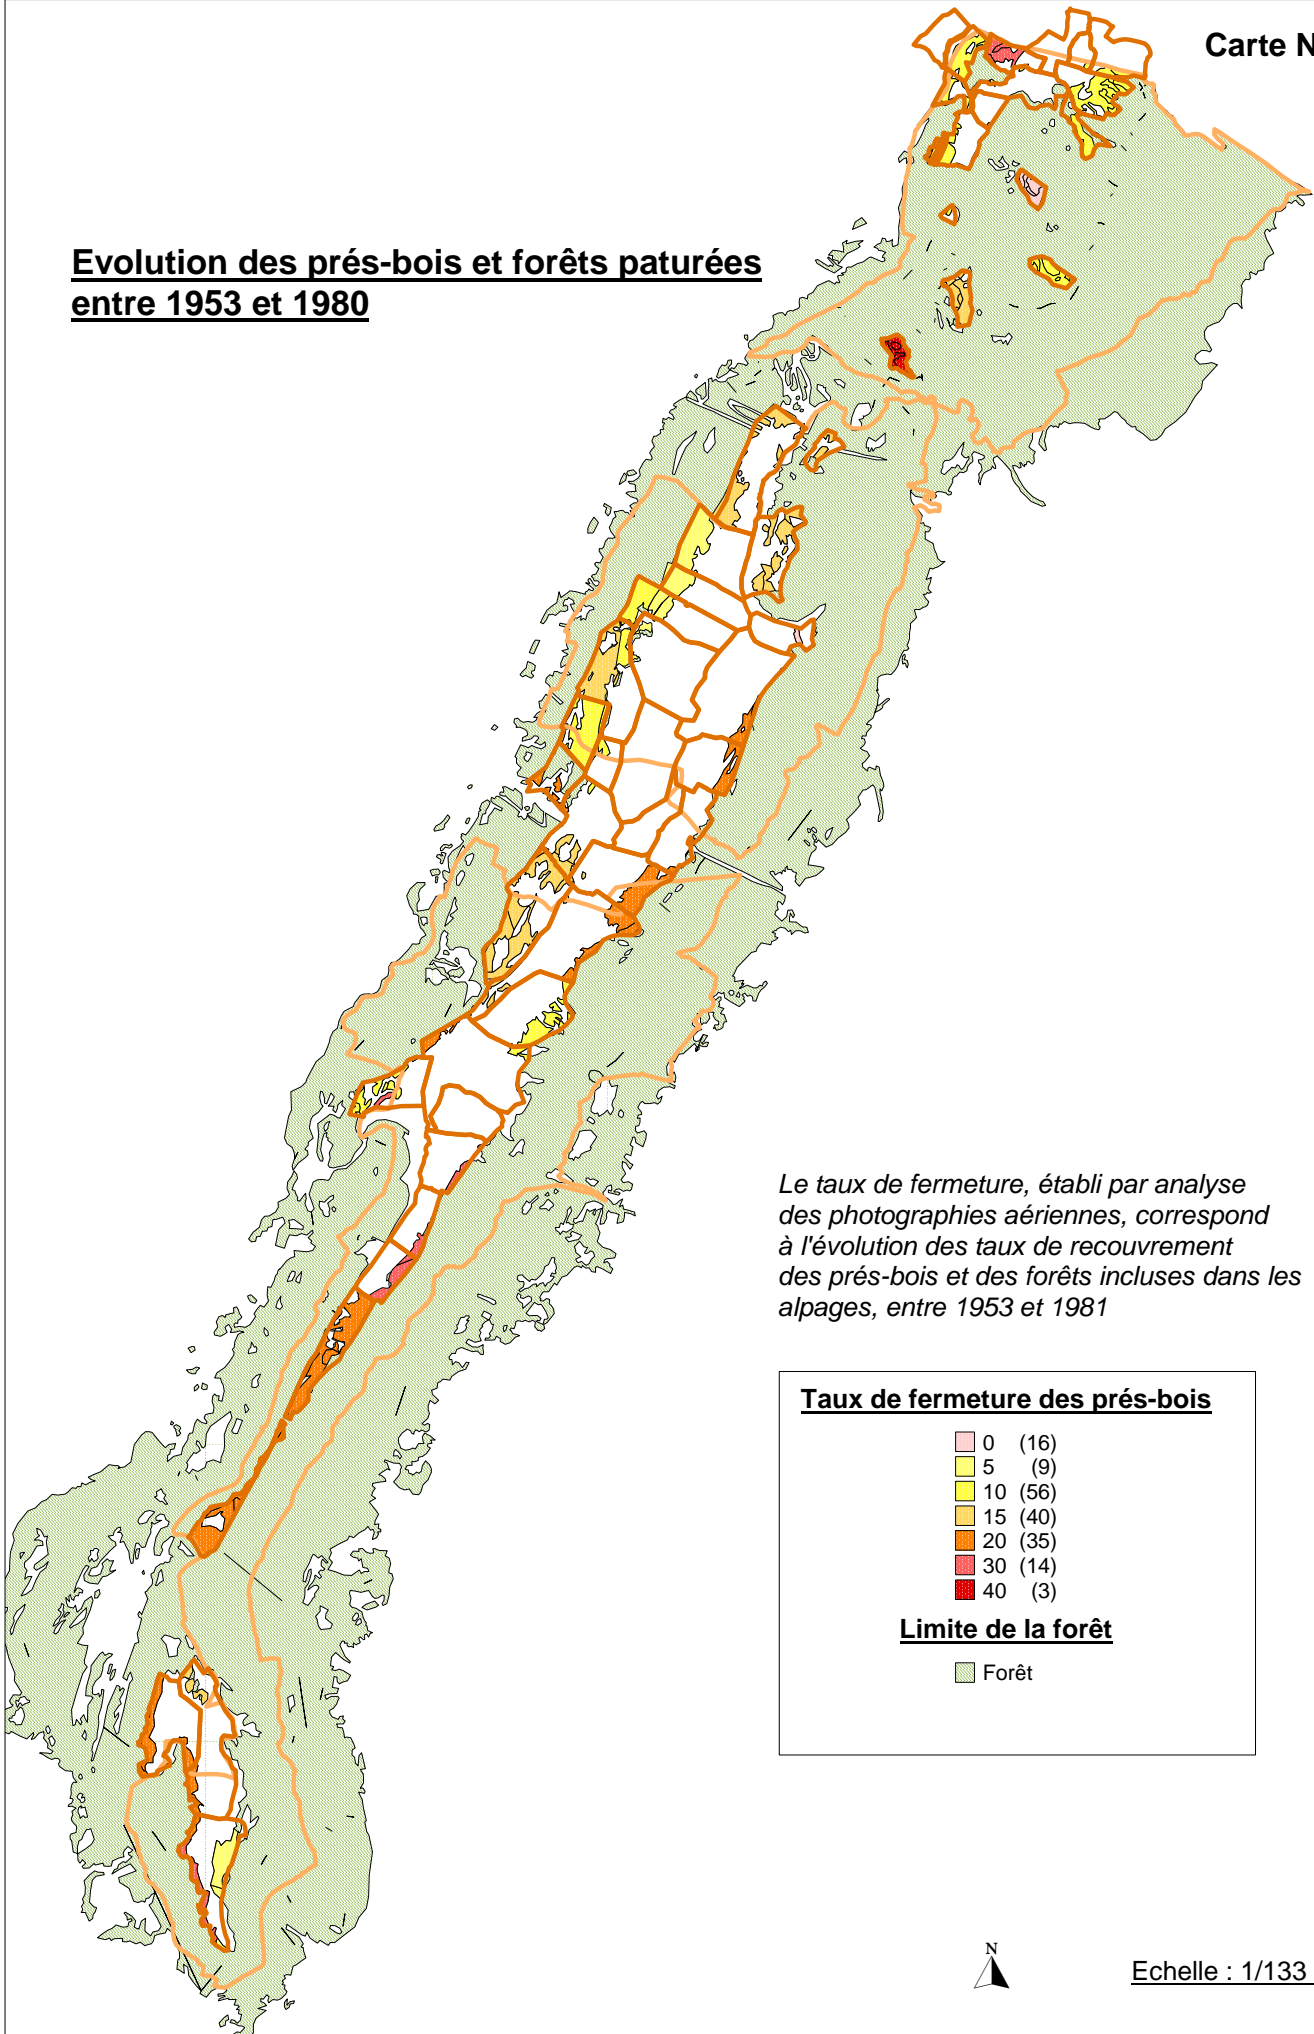 Carte N
Evolution des prés-bois et forêts paturées
entre 1953 et 1980
Le taux de fermeture, établi par analyse
des photographies aériennes, correspond
à l'évolution des taux de recouvrement
des prés-bois et des forêts incluses dans les
alpages, entre 1953 et 1981
Taux de fermeture des prés-bois
0 (16)
5 (9)
10 (56)
15 (40)
20 (35)
30 (14)
40 (3)
Limite de la forêt
Forêt
N
Echelle : 1/133